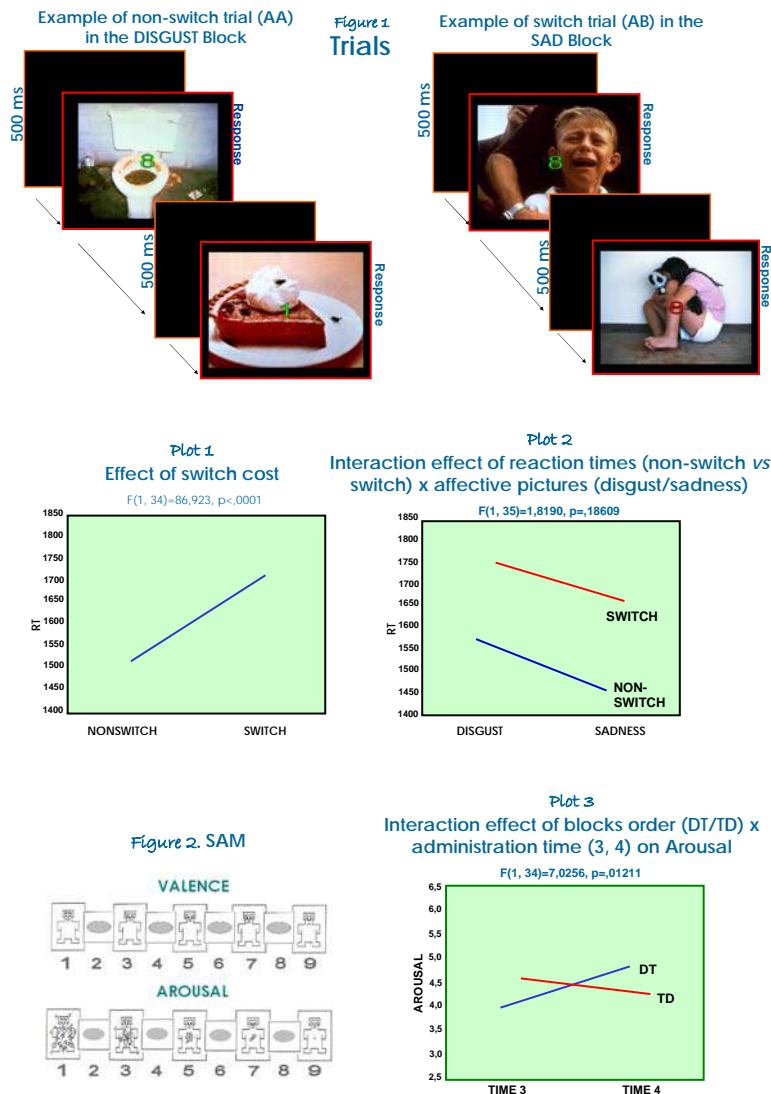 Example of non-switch trial (AA)
in the DISGUST Block
Figure 1
Trials
Example of switch trial (AB) in the
SAD Block
500 ms
8
Response
500 ms
1
Response
500 ms
8
Response
500 ms
Response
Plot 1
Effect of switch cost
F(1, 34)=86,923, p<,0001
1850
1800
1750
1700
1650
1600
1550
1500
1450
1400
RT
NONSWITCH
SWITCH
Plot 2
Interaction effect of reaction times (non-switch vs
switch) x affective pictures (disgust/sadness)
F(1, 35)=1,8190, p=,18609
1850
1800
1750
1700
1650
1600
1550
1500
1450
1400
RT
SWITCH
NON-
SWITCH
DISGUST
SADNESS
Figure 2. SAM
VALENCE
1 2 3 4 5 6 7 8 9
AROUSAL
1 2 3 4 5 6 7 8 9
Plot 3
Interaction effect of blocks order (DT/TD) x
administration time (3, 4) on Arousal
F(1, 34)=7,0256, p=,01211
6,5
6,0
5,5
5,0
4,5
4,0
3,5
3,0
2,5
AROUSAL
DT
TD
TIME 3
TIME 4